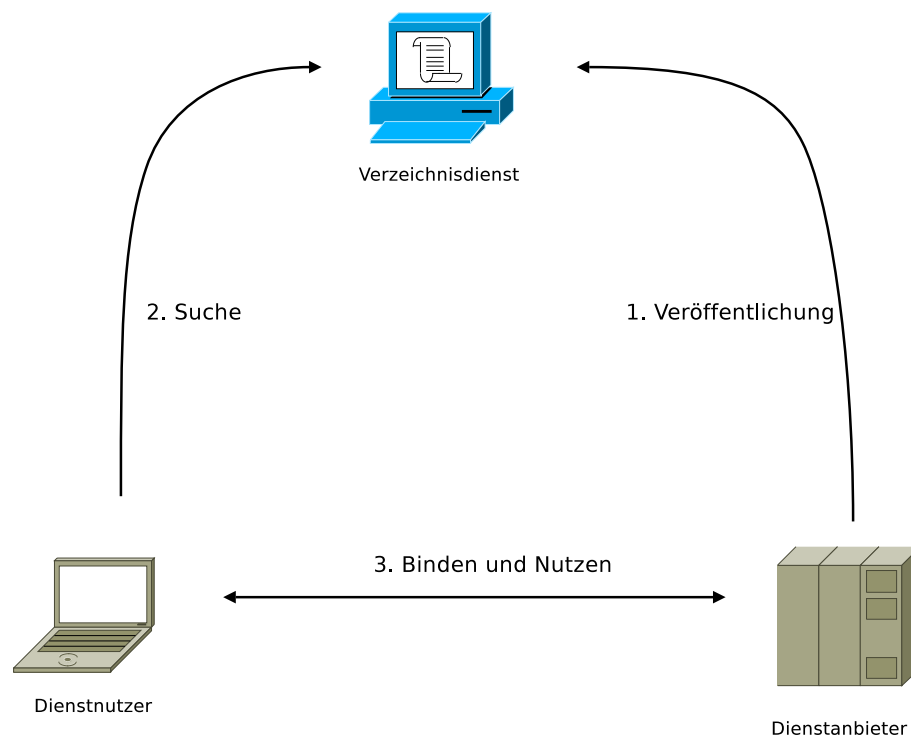 Verzeichnisdienst
2. Suche
1. Veröffentlichung
3. Binden und Nutzen
Dienstnutzer
Dienstanbieter